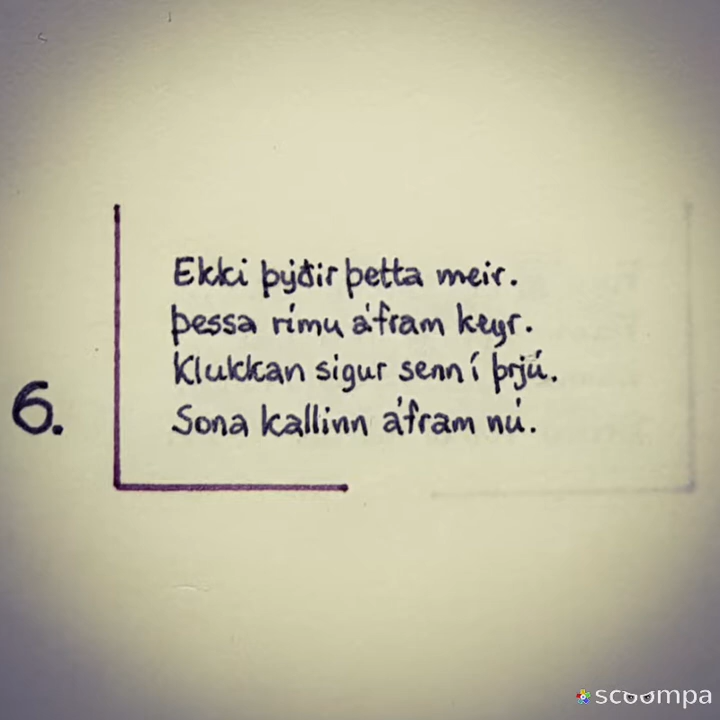 Ekki þýðir þetta meir.
þessa rímu áfram keyr.
Klukkan sigur senn í þrjú.
6.
Sona kallinn áfram nú.
scoompa